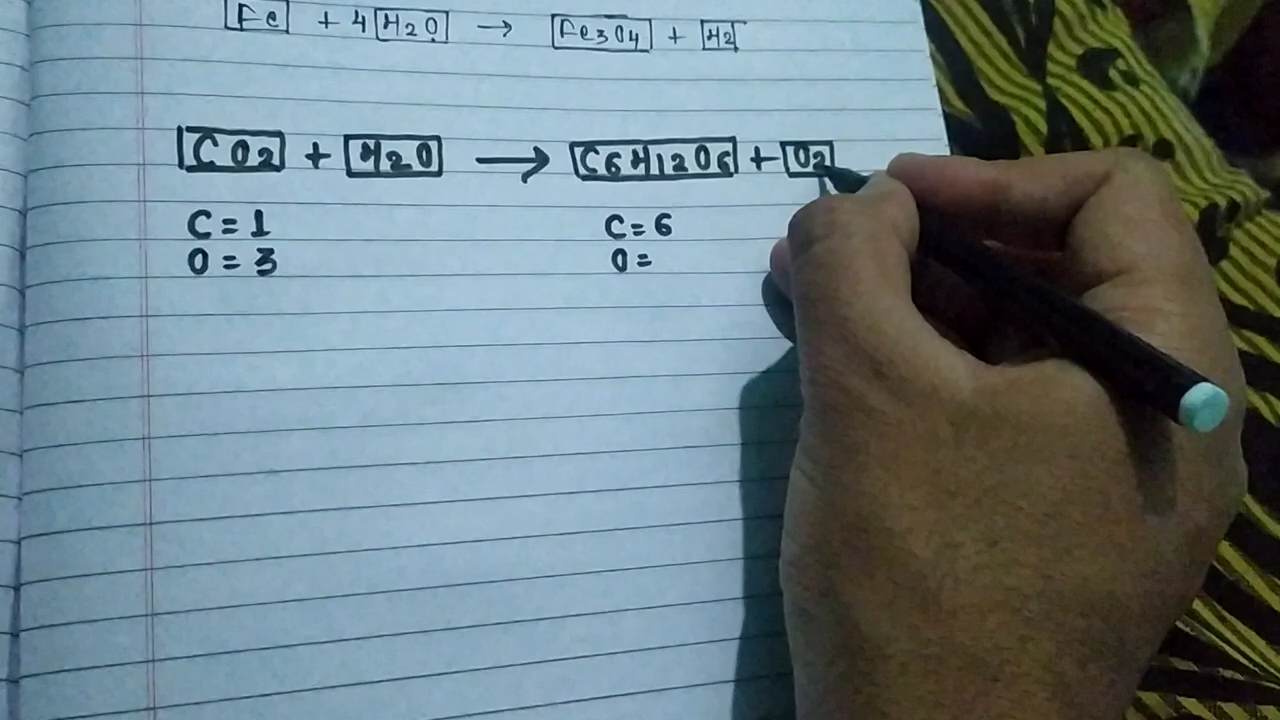 Fe + 4 H2O → Fe3O4 + H2
CO2 + H2O → C6H12O6 + O2
C = 1 C = 6
O = 3 O =